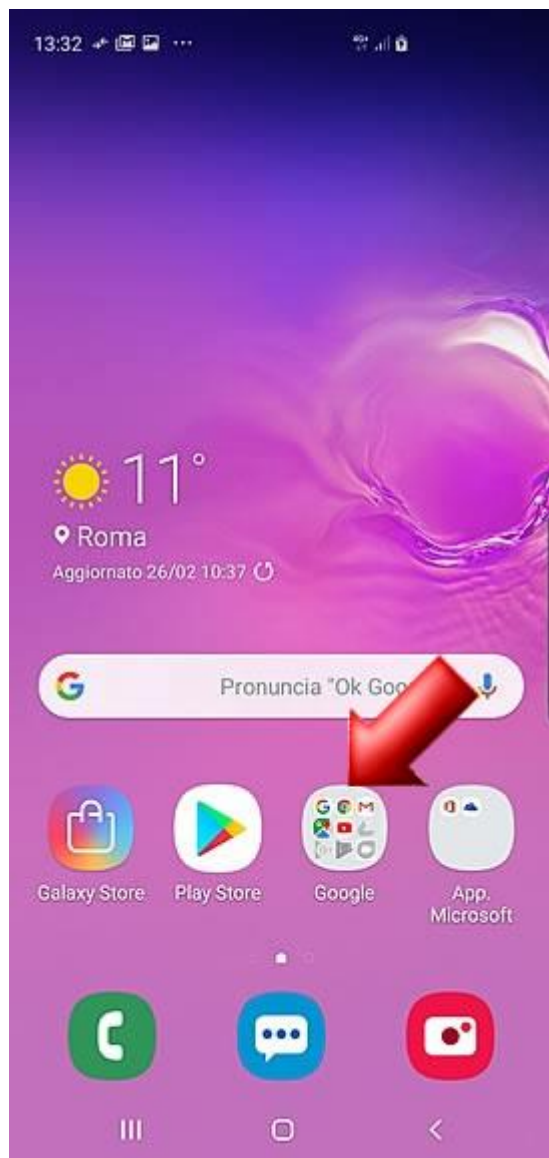 13:32
11°
Roma
Aggiornato 26/02 10:37
Pronuncia "Ok Goo
Galaxy Store
Play Store
Google
App.
Microsoft